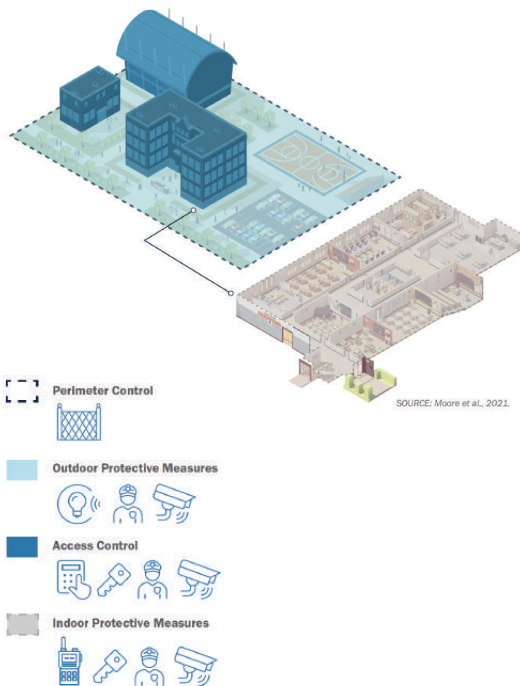 SOURCE: Moore et al., 2021.
Perimeter Control
Outdoor Protective Measures
Access Control
Indoor Protective Measures